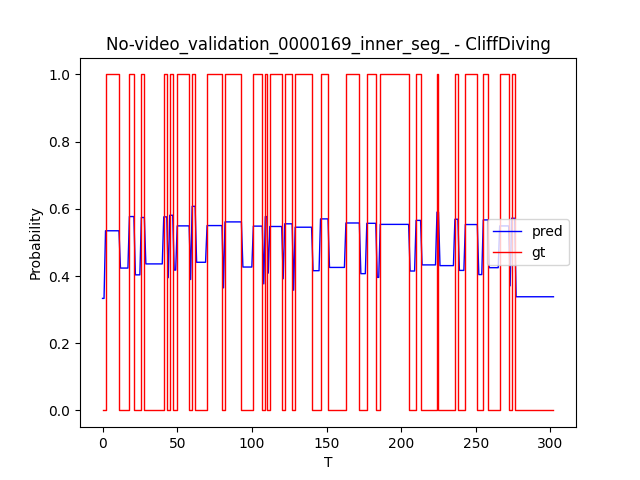 No-video_validation_0000169_inner_seg_ - CliffDiving
1.0
0.8
0.6
0.4
0.2
0.0
Probability
pred
gt
0 50 100 150 200 250 300
T